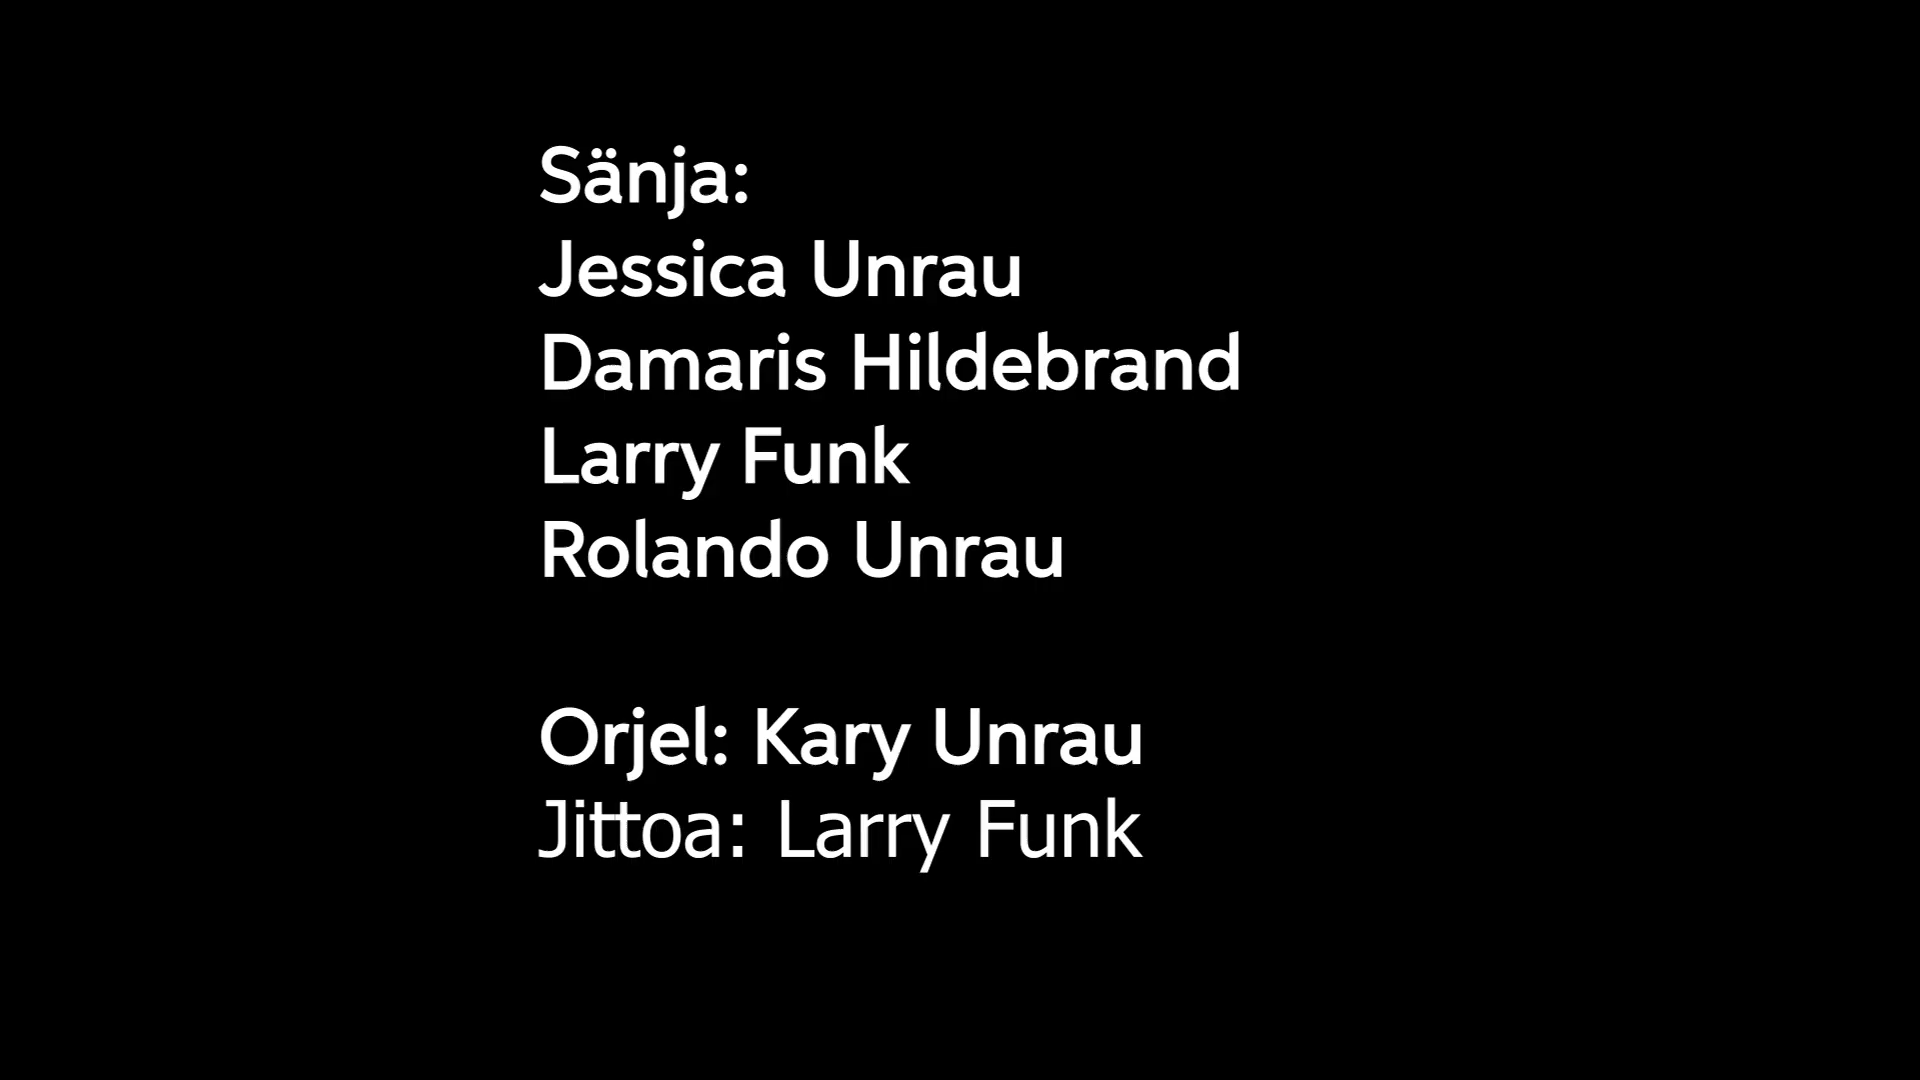 Sänja:
Jessica Unrau
Damaris Hildebrand
Larry Funk
Rolando Unrau
Orjel: Kary Unrau
Jittoa: Larry Funk